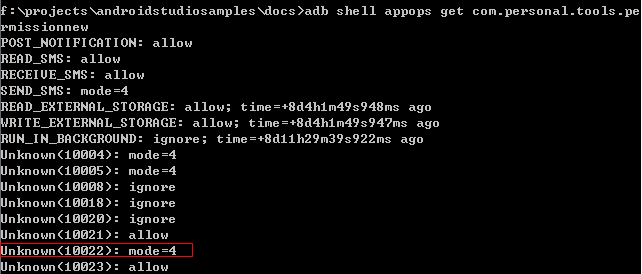 f:\projects\androidstudiosamples\docs>adb shell appops get com.personal.tools.pe
rmissionnew
POST_NOTIFICATION: allow
READ_SMS: allow
RECEIVE_SMS: allow
SEND_SMS: mode=4
READ_EXTERNAL_STORAGE: allow; time=+8d4h1m49s948ms ago
WRITE_EXTERNAL_STORAGE: allow; time=+8d4h1m49s947ms ago
RUN_IN_BACKGROUND: ignore; time=+8d11h29m39s922ms ago
Unknown(10004): mode=4
Unknown(10005): mode=4
Unknown(10008): ignore
Unknown(10018): ignore
Unknown(10020): ignore
Unknown(10021): allow
Unknown(10022): mode=4
Unknown(10023): allow